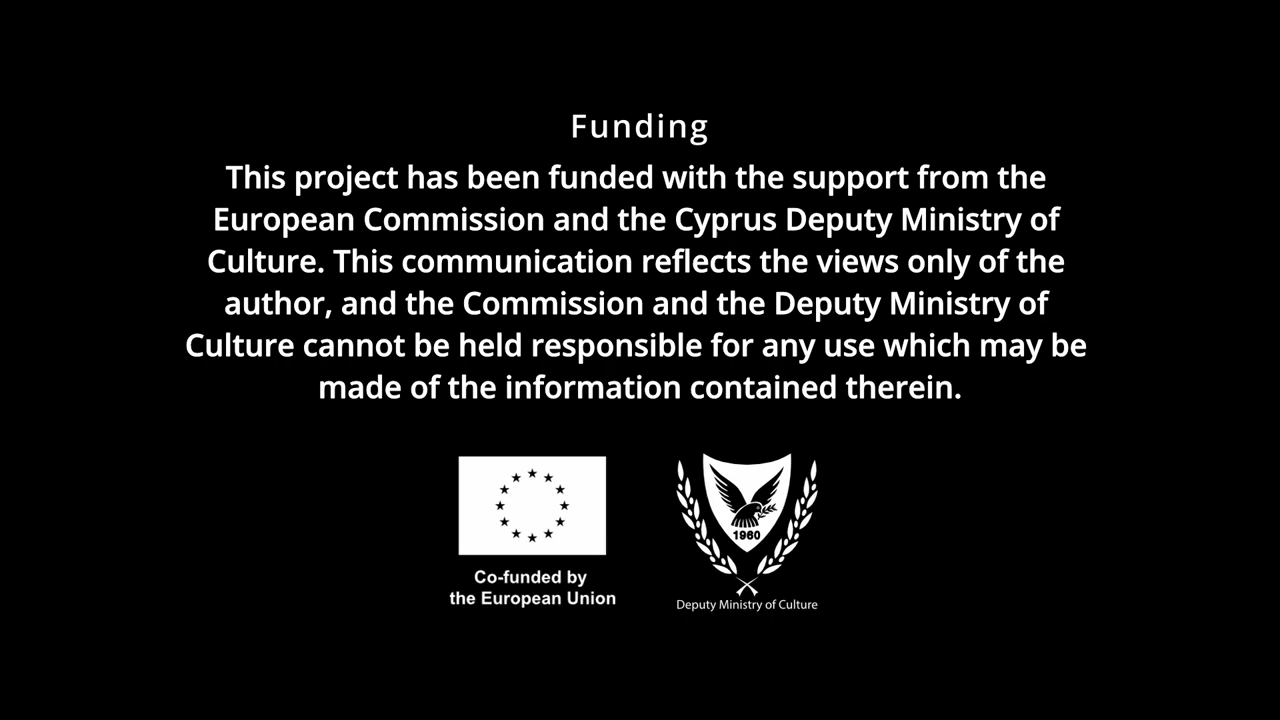 Funding
This project has been funded with the support from the
European Commission and the Cyprus Deputy Ministry of
Culture. This communication reflects the views only of the
author, and the Commission and the Deputy Ministry of
Culture cannot be held responsible for any use which may be
made of the information contained therein.
1960
Co-funded by
the European Union
Deputy Ministry of Culture